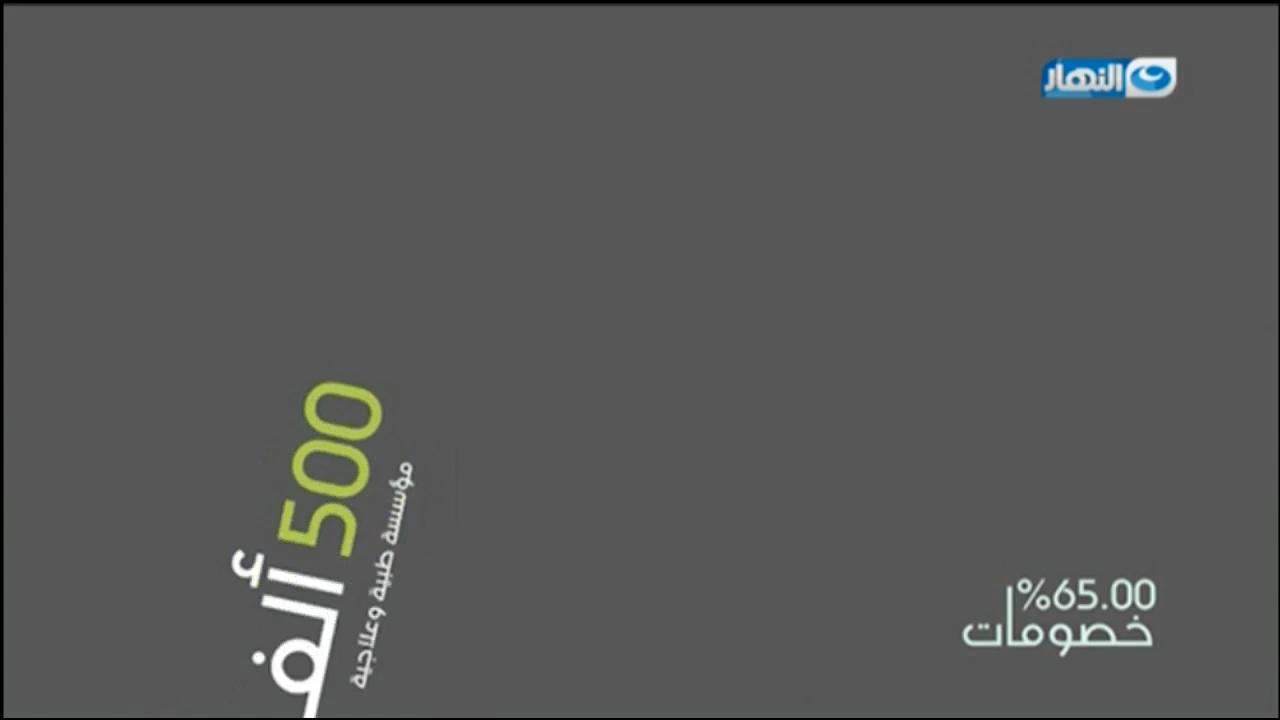 النهار
500 ألف
مؤسسة طبية وعلاجية
%65.00
خصومات